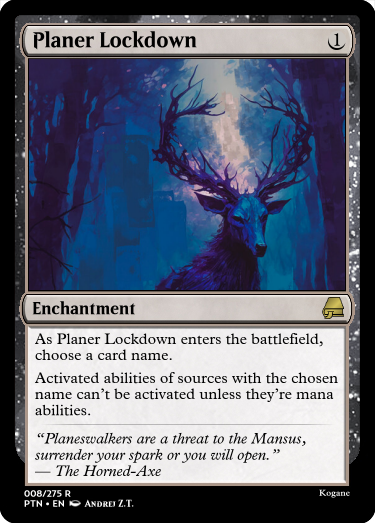 Planer Lockdown 1
Enchantment
As Planer Lockdown enters the battlefield,
choose a card name.
Activated abilities of sources with the chosen
name can't be activated unless they're mana
abilities.
“Planeswalkers are a threat to the Mansus,
surrender your spark or you will open.”
— The Horned-Axe
008/275 R Kogane
PTN • EN Andrej Z.T.